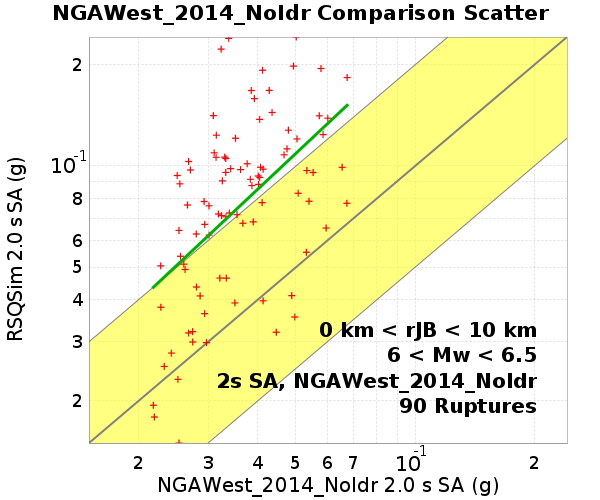 NGAWest_2014_NoIdr Comparison Scatter
RSQSim 2.0 s SA (g)
2
10-1
8
6
5
4
3
2
0 km < rJB < 10 km
6 < Mw < 6.5
2s SA, NGAWest_2014_NoIdr
90 Ruptures
2 3 4 5 6 7 10-1 2
NGAWest_2014_NoIdr 2.0 s SA (g)